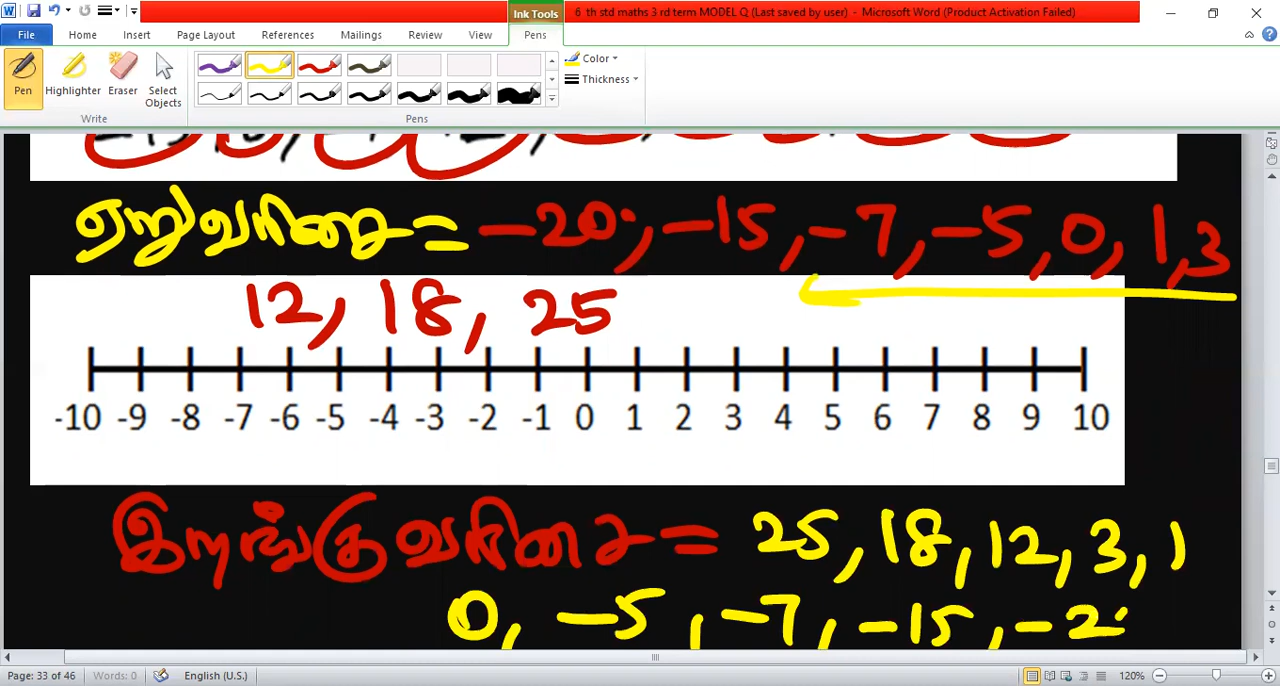 6 th std maths 3 rd term MODEL Q (Last saved by user) - Microsoft Word (Product Activation Failed)
Ink Tools
File Home Insert Page Layout References Mailings Review View Pens
Pen Highlighter Eraser Select Objects
Color
Thickness
Write Pens
ஏறுவரிசை = -20, -15, -7, -5, 0, 1, 3
12, 18, 25
-10 -9 -8 -7 -6 -5 -4 -3 -2 -1 0 1 2 3 4 5 6 7 8 9 10
இறங்குவரிசை = 25, 18, 12, 3, 1
0, -5, -7, -15, -2
Page: 33 of 46 Words: 0 English (U.S.) 120%